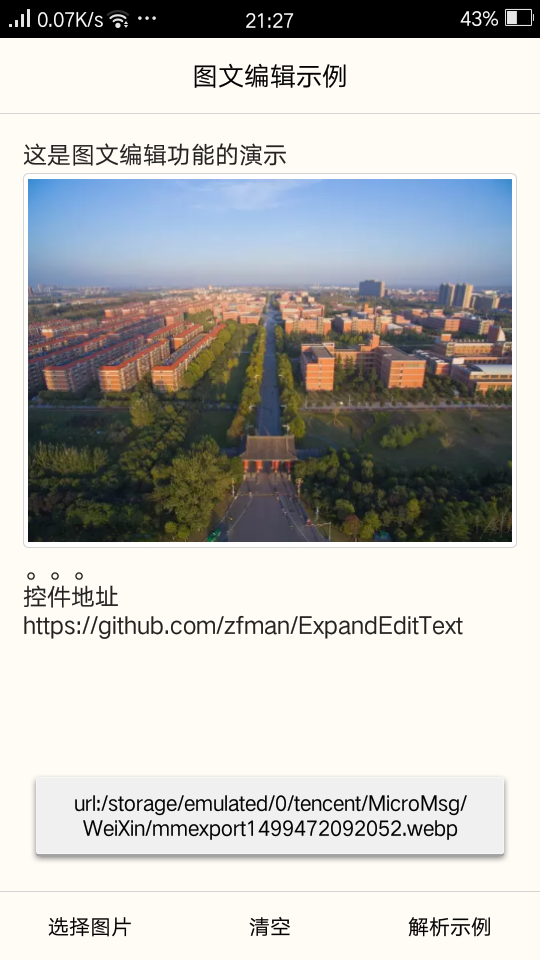 0.07K/s ··· 21:27 43%
图文编辑示例
这是图文编辑功能的演示
。。。
控件地址
https://github.com/zfman/ExpandEditText
url:/storage/emulated/0/tencent/MicroMsg/
WeiXin/mmexport1499472092052.webp
选择图片 清空 解析示例